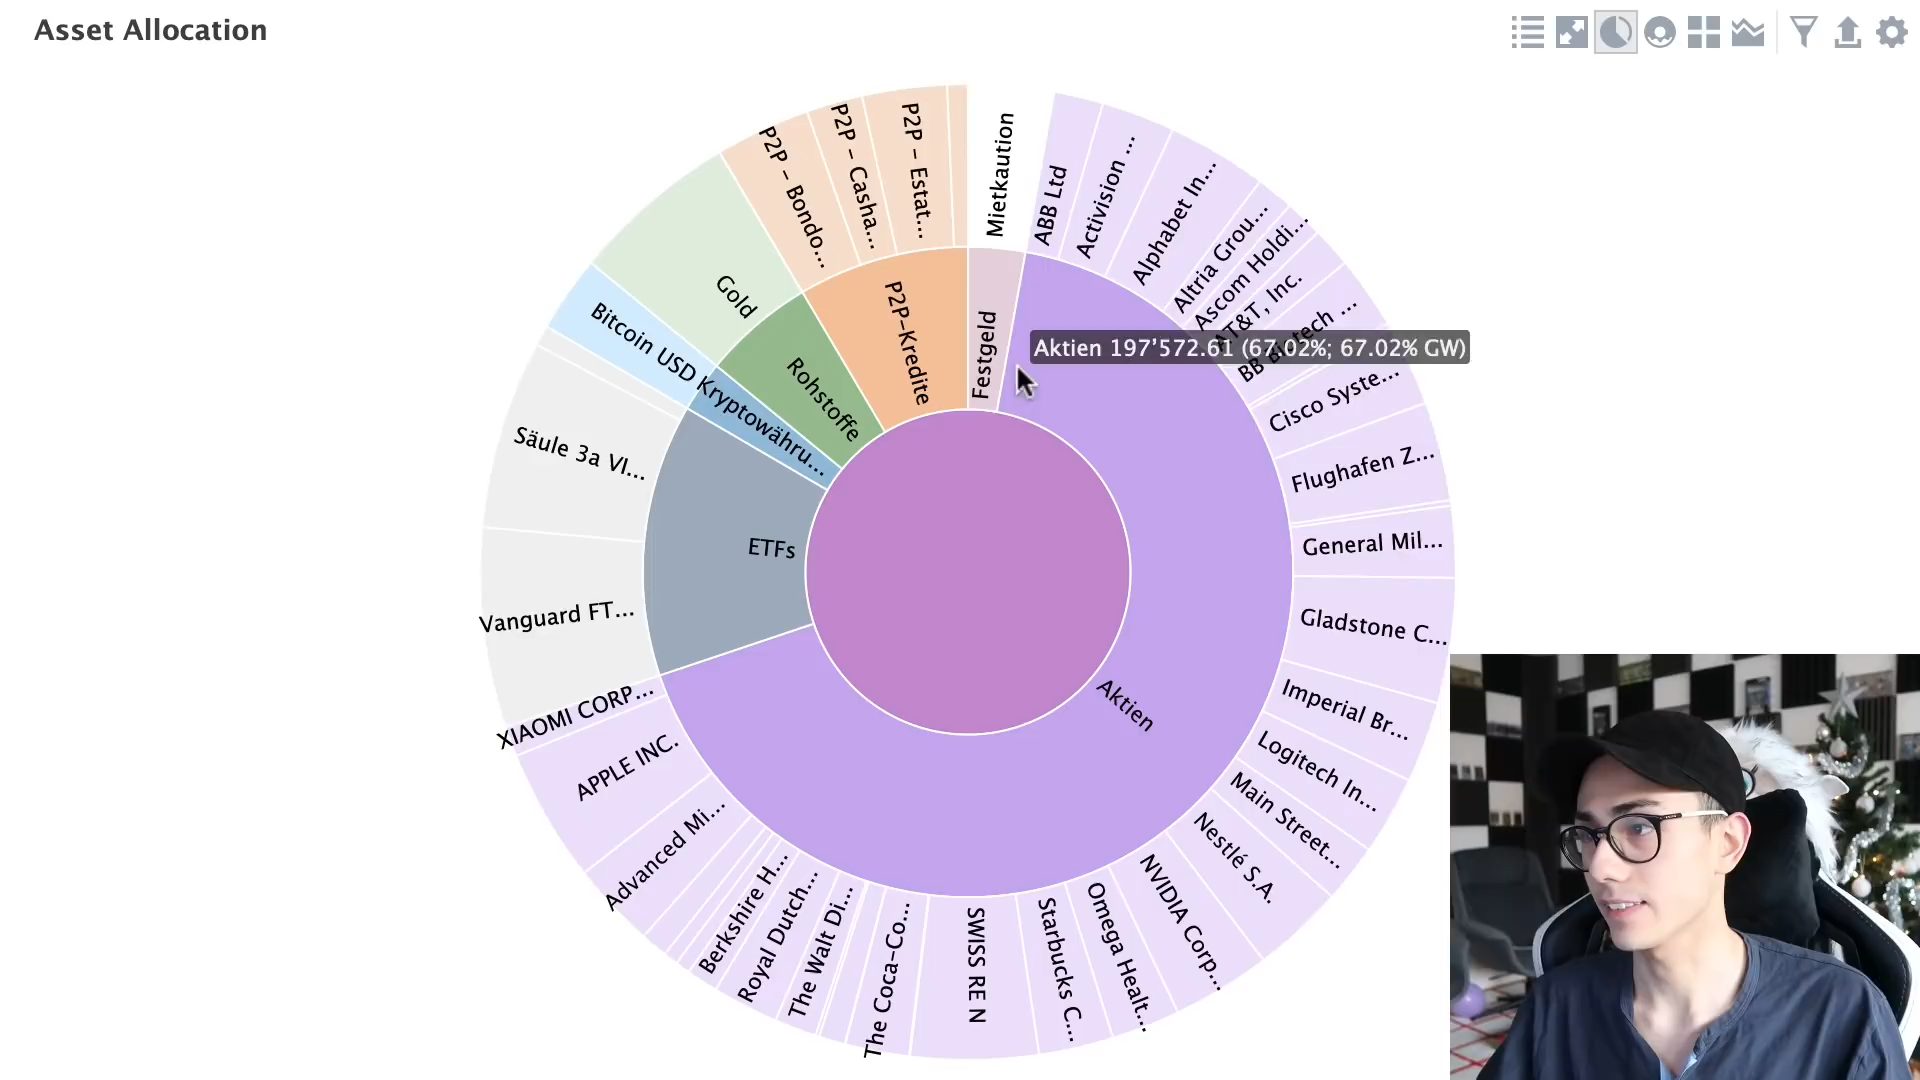 Asset Allocation
Mietkaution
ABB Ltd
Activision ...
Alphabet In...
Altria Grou...
Ascom Holdi...
AT&T, Inc.
BB Biotech ...
Cisco Syste...
Flughafen Z...
General Mil...
Gladstone C...
Imperial Br...
Logitech In...
Main Street...
Nestlé S.A.
NVIDIA Corp...
Omega Healt...
Starbucks C...
SWISS RE N
The Coca-Co...
The Walt Di...
Royal Dutch...
Berkshire H...
Advanced Mi...
APPLE INC.
XIAOMI CORP...
Vanguard FT...
Säule 3a VI...
Bitcoin USD
Gold
P2P - Bondo...
P2P - Casha...
P2P - Estat...
Festgeld
Aktien
ETFs
Kryptowähru...
Rohstoffe
P2P-Kredite
Aktien 197'572.61 (67.02%; 67.02% GW)